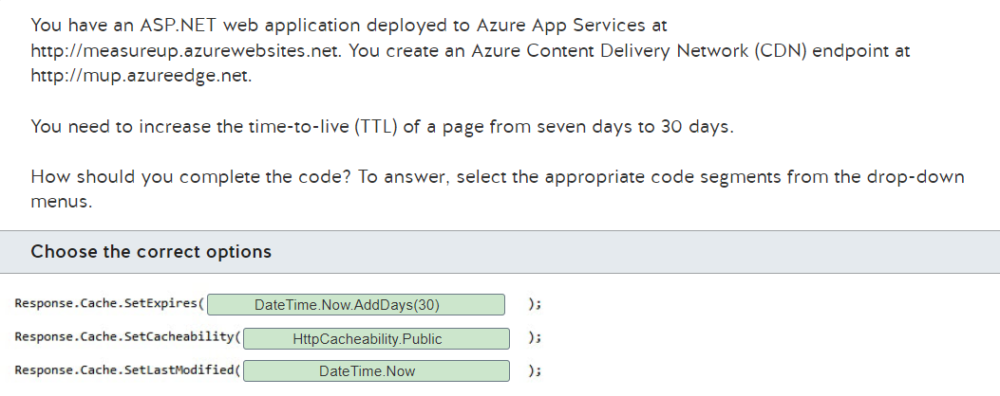 You have an ASP.NET web application deployed to Azure App Services at
http://measureup.azurewebsites.net. You create an Azure Content Delivery Network (CDN) endpoint at
http://mup.azureedge.net.
You need to increase the time-to-live (TTL) of a page from seven days to 30 days.
How should you complete the code? To answer, select the appropriate code segments from the drop-down
menus.
Choose the correct options
Response.Cache.SetExpires( DateTime.Now.AddDays(30) );
Response.Cache.SetCacheability( HttpCacheability.Public );
Response.Cache.SetLastModified( DateTime.Now );